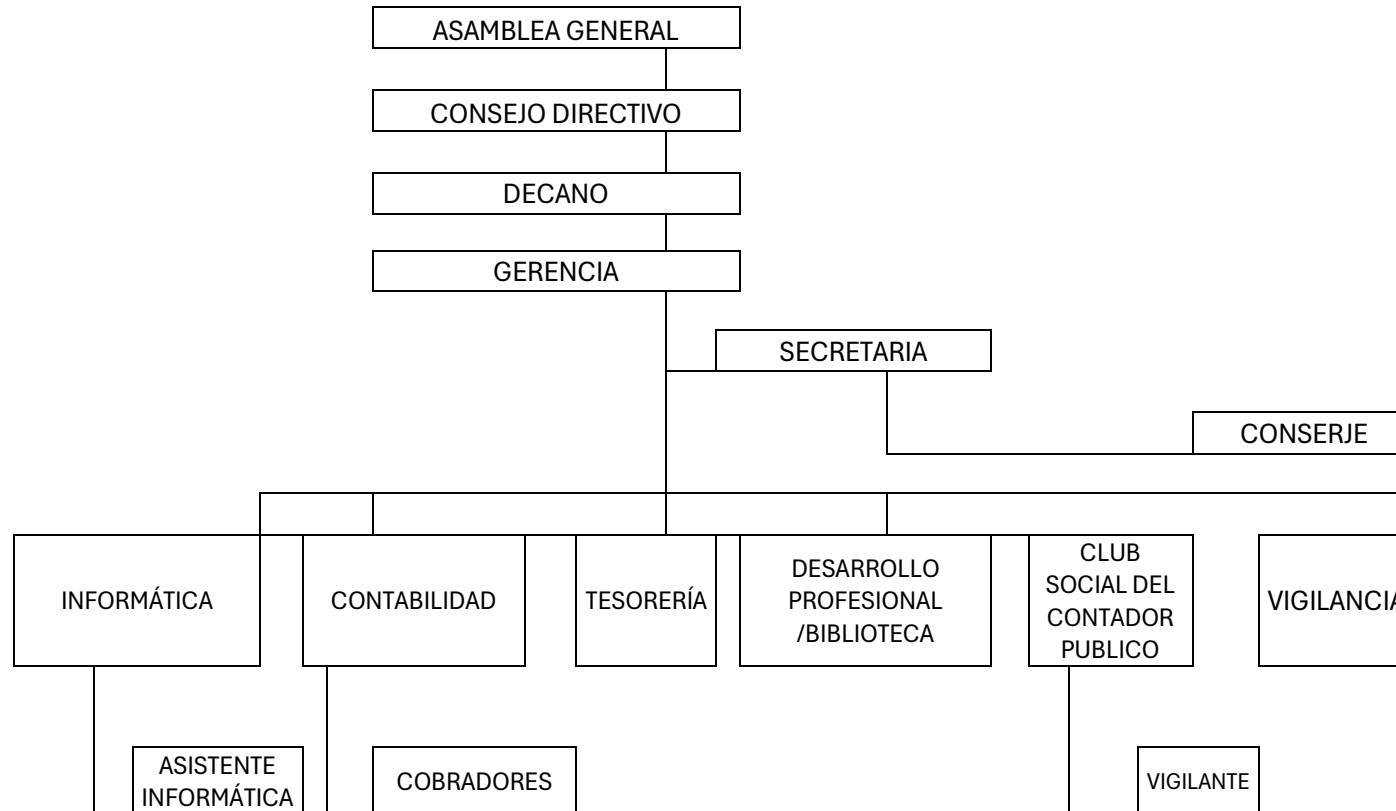 ASAMBLEA GENERAL
CONSEJO DIRECTIVO
DECANO
GERENCIA
SECRETARIA
CONSERJE
INFORMÁTICA
CONTABILIDAD
TESORERÍA
DESARROLLO
PROFESIONAL
/BIBLIOTECA
CLUB
SOCIAL DEL
CONTADOR
PUBLICO
VIGILANCIA
ASISTENTE
INFORMÁTICA
COBRADORES
VIGILANTE